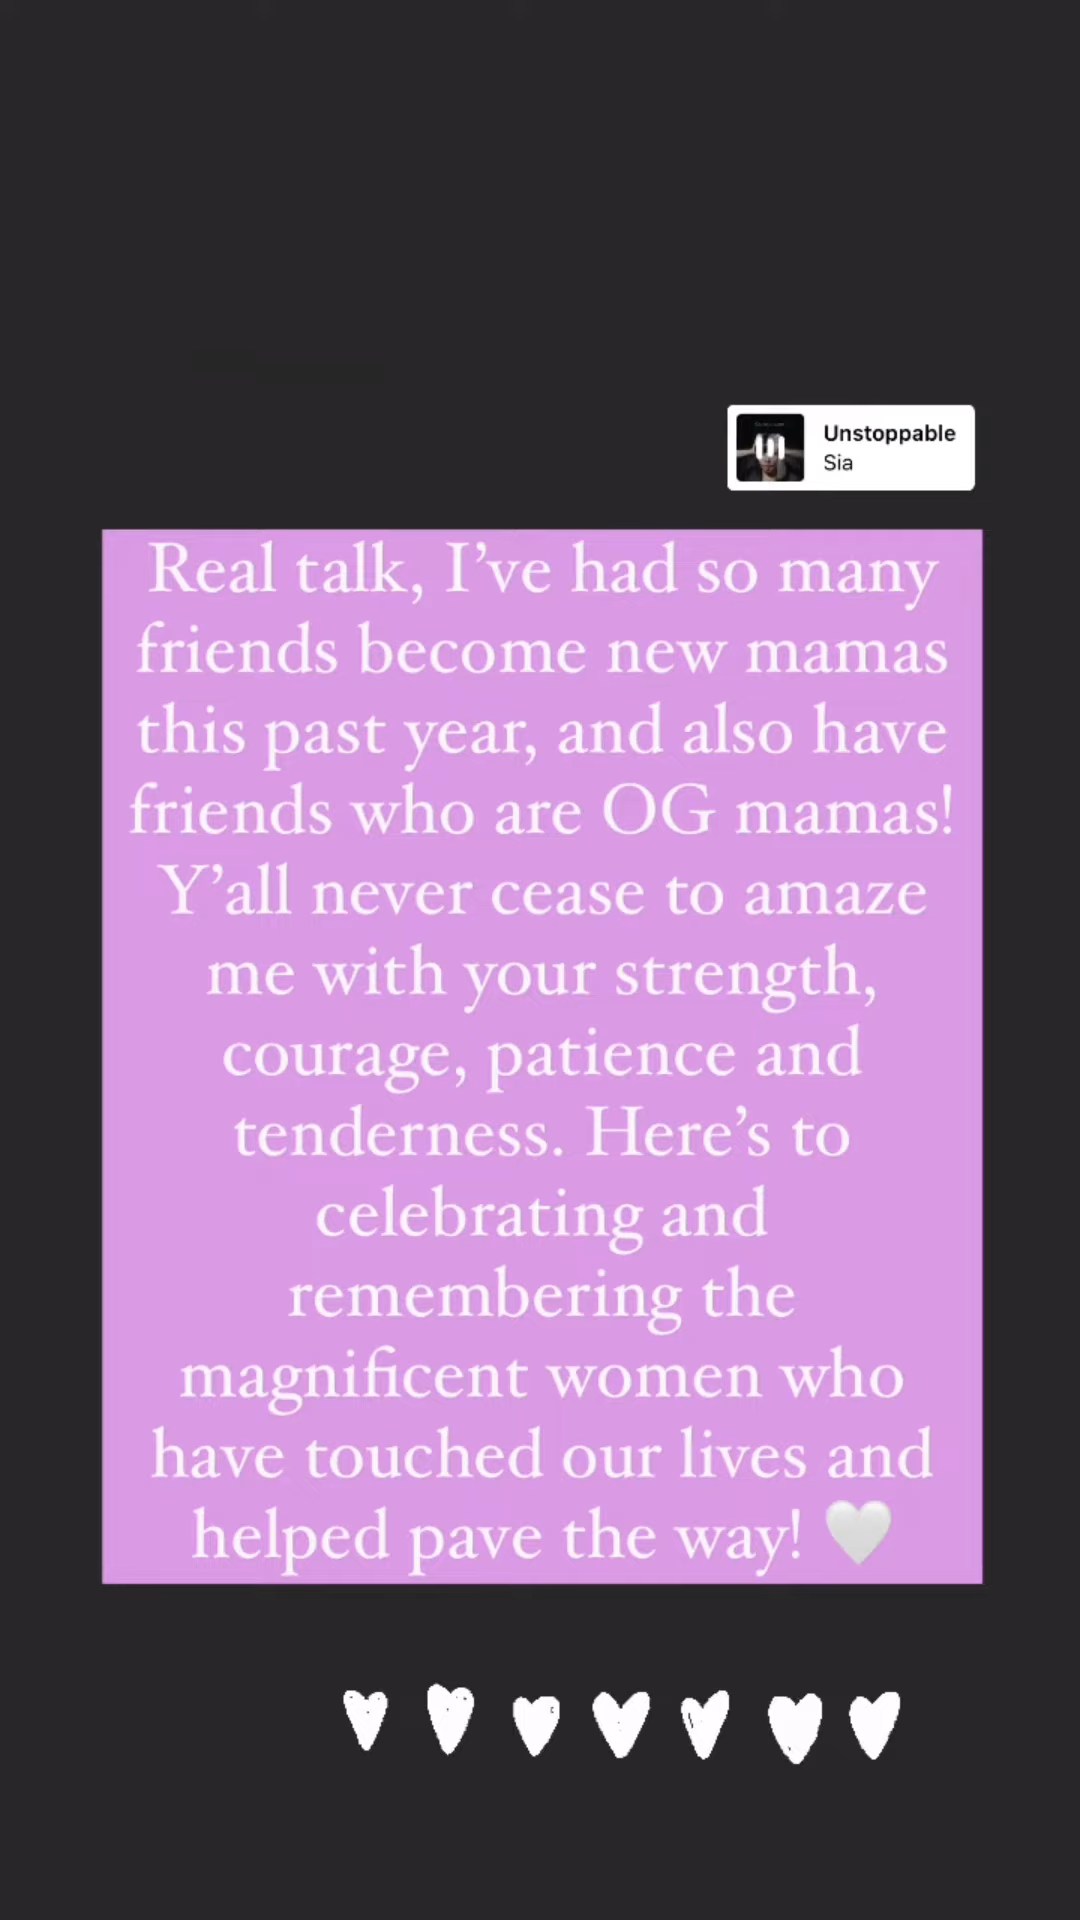 Unstoppable
Sia
Real talk, I’ve had so many
friends become new mamas
this past year, and also have
friends who are OG mamas!
Y’all never cease to amaze
me with your strength,
courage, patience and
tenderness. Here’s to
celebrating and
remembering the
magnificent women who
have touched our lives and
helped pave the way! 🤍